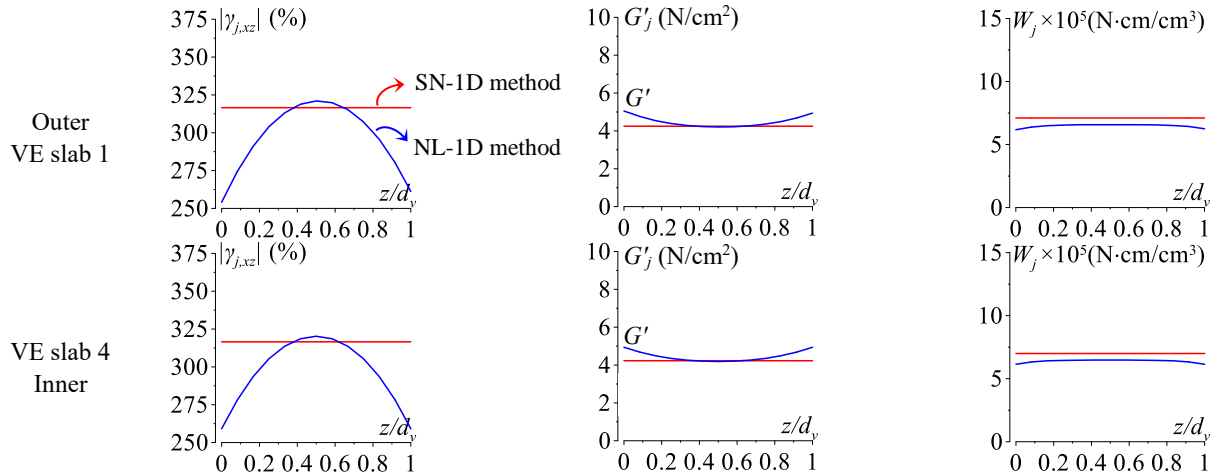 |γj,xz| (%)
375
350
325
300
275
250
0 0.2 0.4 0.6 0.8 1
z/dy
SN-1D method
NL-1D method
Outer
VE slab 1
G′j (N/cm²)
10
8
6
4
2
0
G′
0 0.2 0.4 0.6 0.8 1
z/dy
Wj ×10⁵(N·cm/cm³)
15
10
5
0
0 0.2 0.4 0.6 0.8 1
z/dy
|γj,xz| (%)
375
350
325
300
275
250
0 0.2 0.4 0.6 0.8 1
z/dy
VE slab 4
Inner
G′j (N/cm²)
10
8
6
4
2
0
G′
0 0.2 0.4 0.6 0.8 1
z/dy
Wj ×10⁵(N·cm/cm³)
15
10
5
0
0 0.2 0.4 0.6 0.8 1
z/dy